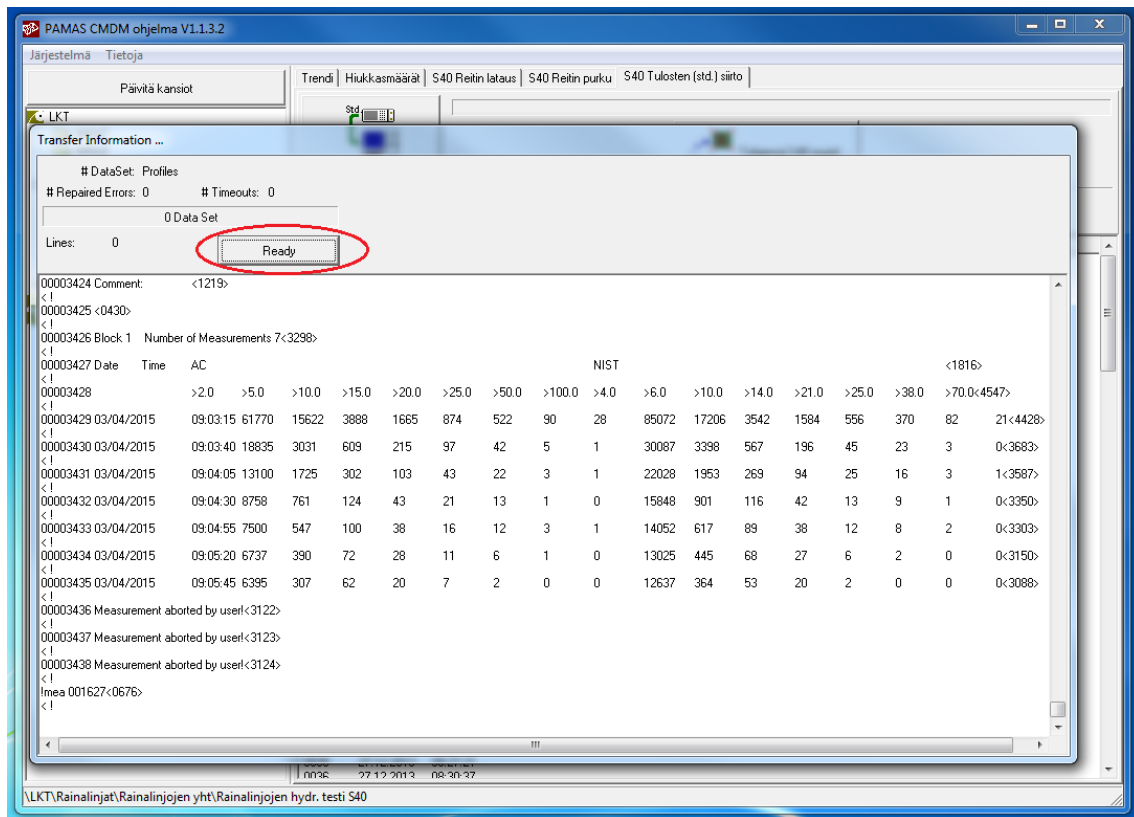 PAMAS CMDM ohjelma V1.1.3.2
Järjestelmä Tietoja
Päivitä kansiot
Trendi Hiukkasmäärät S40 Reitin lataus S40 Reitin purku S40 Tulosten (std.) siirto
Std
LKT
Transfer Information ...
# DataSet: Profiles
# Repaired Errors: 0 # Timeouts: 0
0 Data Set
Lines: 0
Ready
00003424 Comment: <1219>
< !
00003425 <0430>
< !
00003426 Block 1 Number of Measurements 7<3298>
< !
00003427 Date Time AC NIST <1816>
< !
00003428 >2.0 >5.0 >10.0 >15.0 >20.0 >25.0 >50.0 >100.0 >4.0 >6.0 >10.0 >14.0 >21.0 >25.0 >38.0 >70.0<4547>
< !
00003429 03/04/2015 09:03:15 61770 15622 3888 1665 874 522 90 28 85072 17206 3542 1584 556 370 82 21<4428>
< !
00003430 03/04/2015 09:03:40 18835 3031 609 215 97 42 5 1 30087 3398 567 196 45 23 3 0<3683>
< !
00003431 03/04/2015 09:04:05 13100 1725 302 103 43 22 3 1 22028 1953 269 94 25 16 3 1<3587>
< !
00003432 03/04/2015 09:04:30 8758 761 124 43 21 13 1 0 15848 901 116 42 13 9 1 0<3350>
< !
00003433 03/04/2015 09:04:55 7500 547 100 38 16 12 3 1 14052 617 89 38 12 8 2 0<3303>
< !
00003434 03/04/2015 09:05:20 6737 390 72 28 11 6 1 0 13025 445 68 27 6 2 0 0<3150>
< !
00003435 03/04/2015 09:05:45 6395 307 62 20 7 2 0 0 12637 364 53 20 2 0 0 0<3088>
< !
00003436 Measurement aborted by user!<3122>
< !
00003437 Measurement aborted by user!<3123>
< !
00003438 Measurement aborted by user!<3124>
< !
!mea 001627<0676>
< !
0036 27.12.2013 08:30:37
\LKT\Rainalinjat\Rainalinjojen yht\Rainalinjojen hydr. testi S40